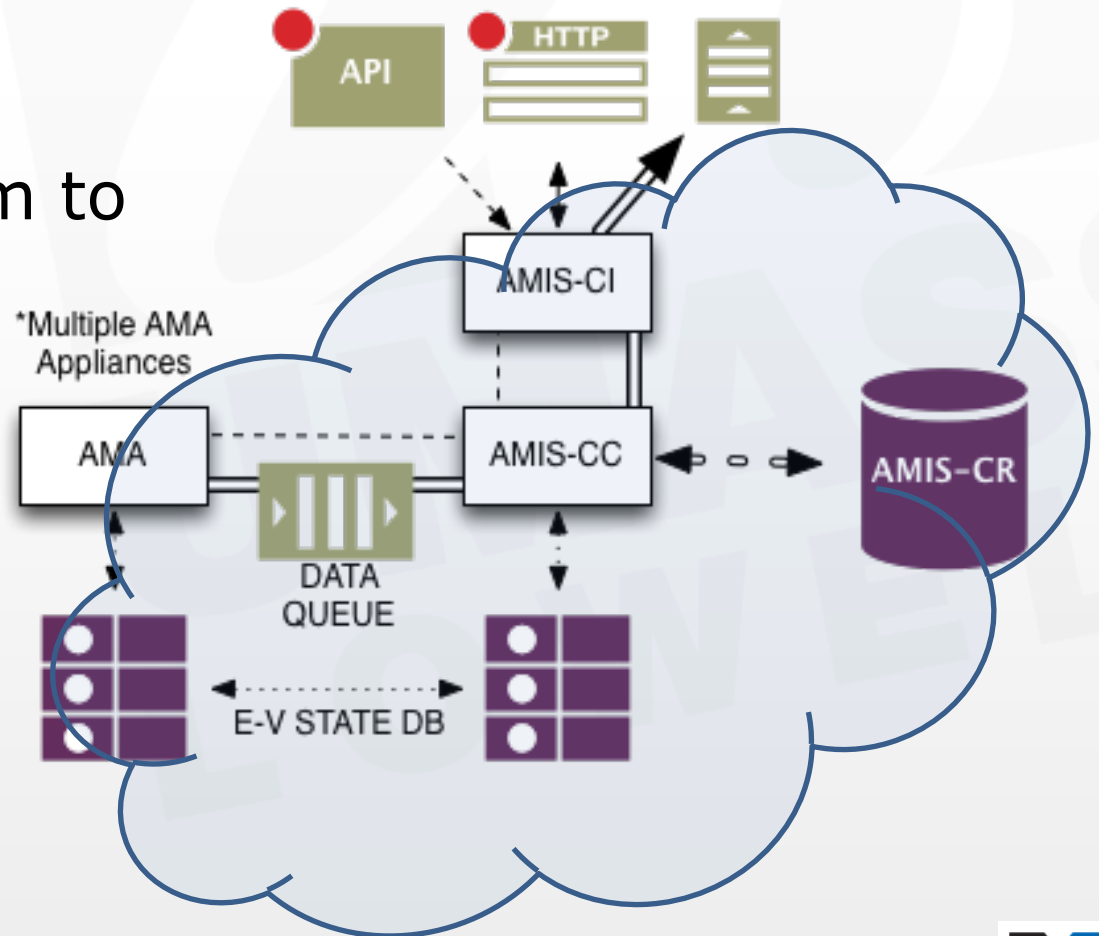 API
HTTP
m to
AMIS-CI
*Multiple AMA
Appliances
AMA
AMIS-CC
AMIS-CR
DATA
QUEUE
E-V STATE DB